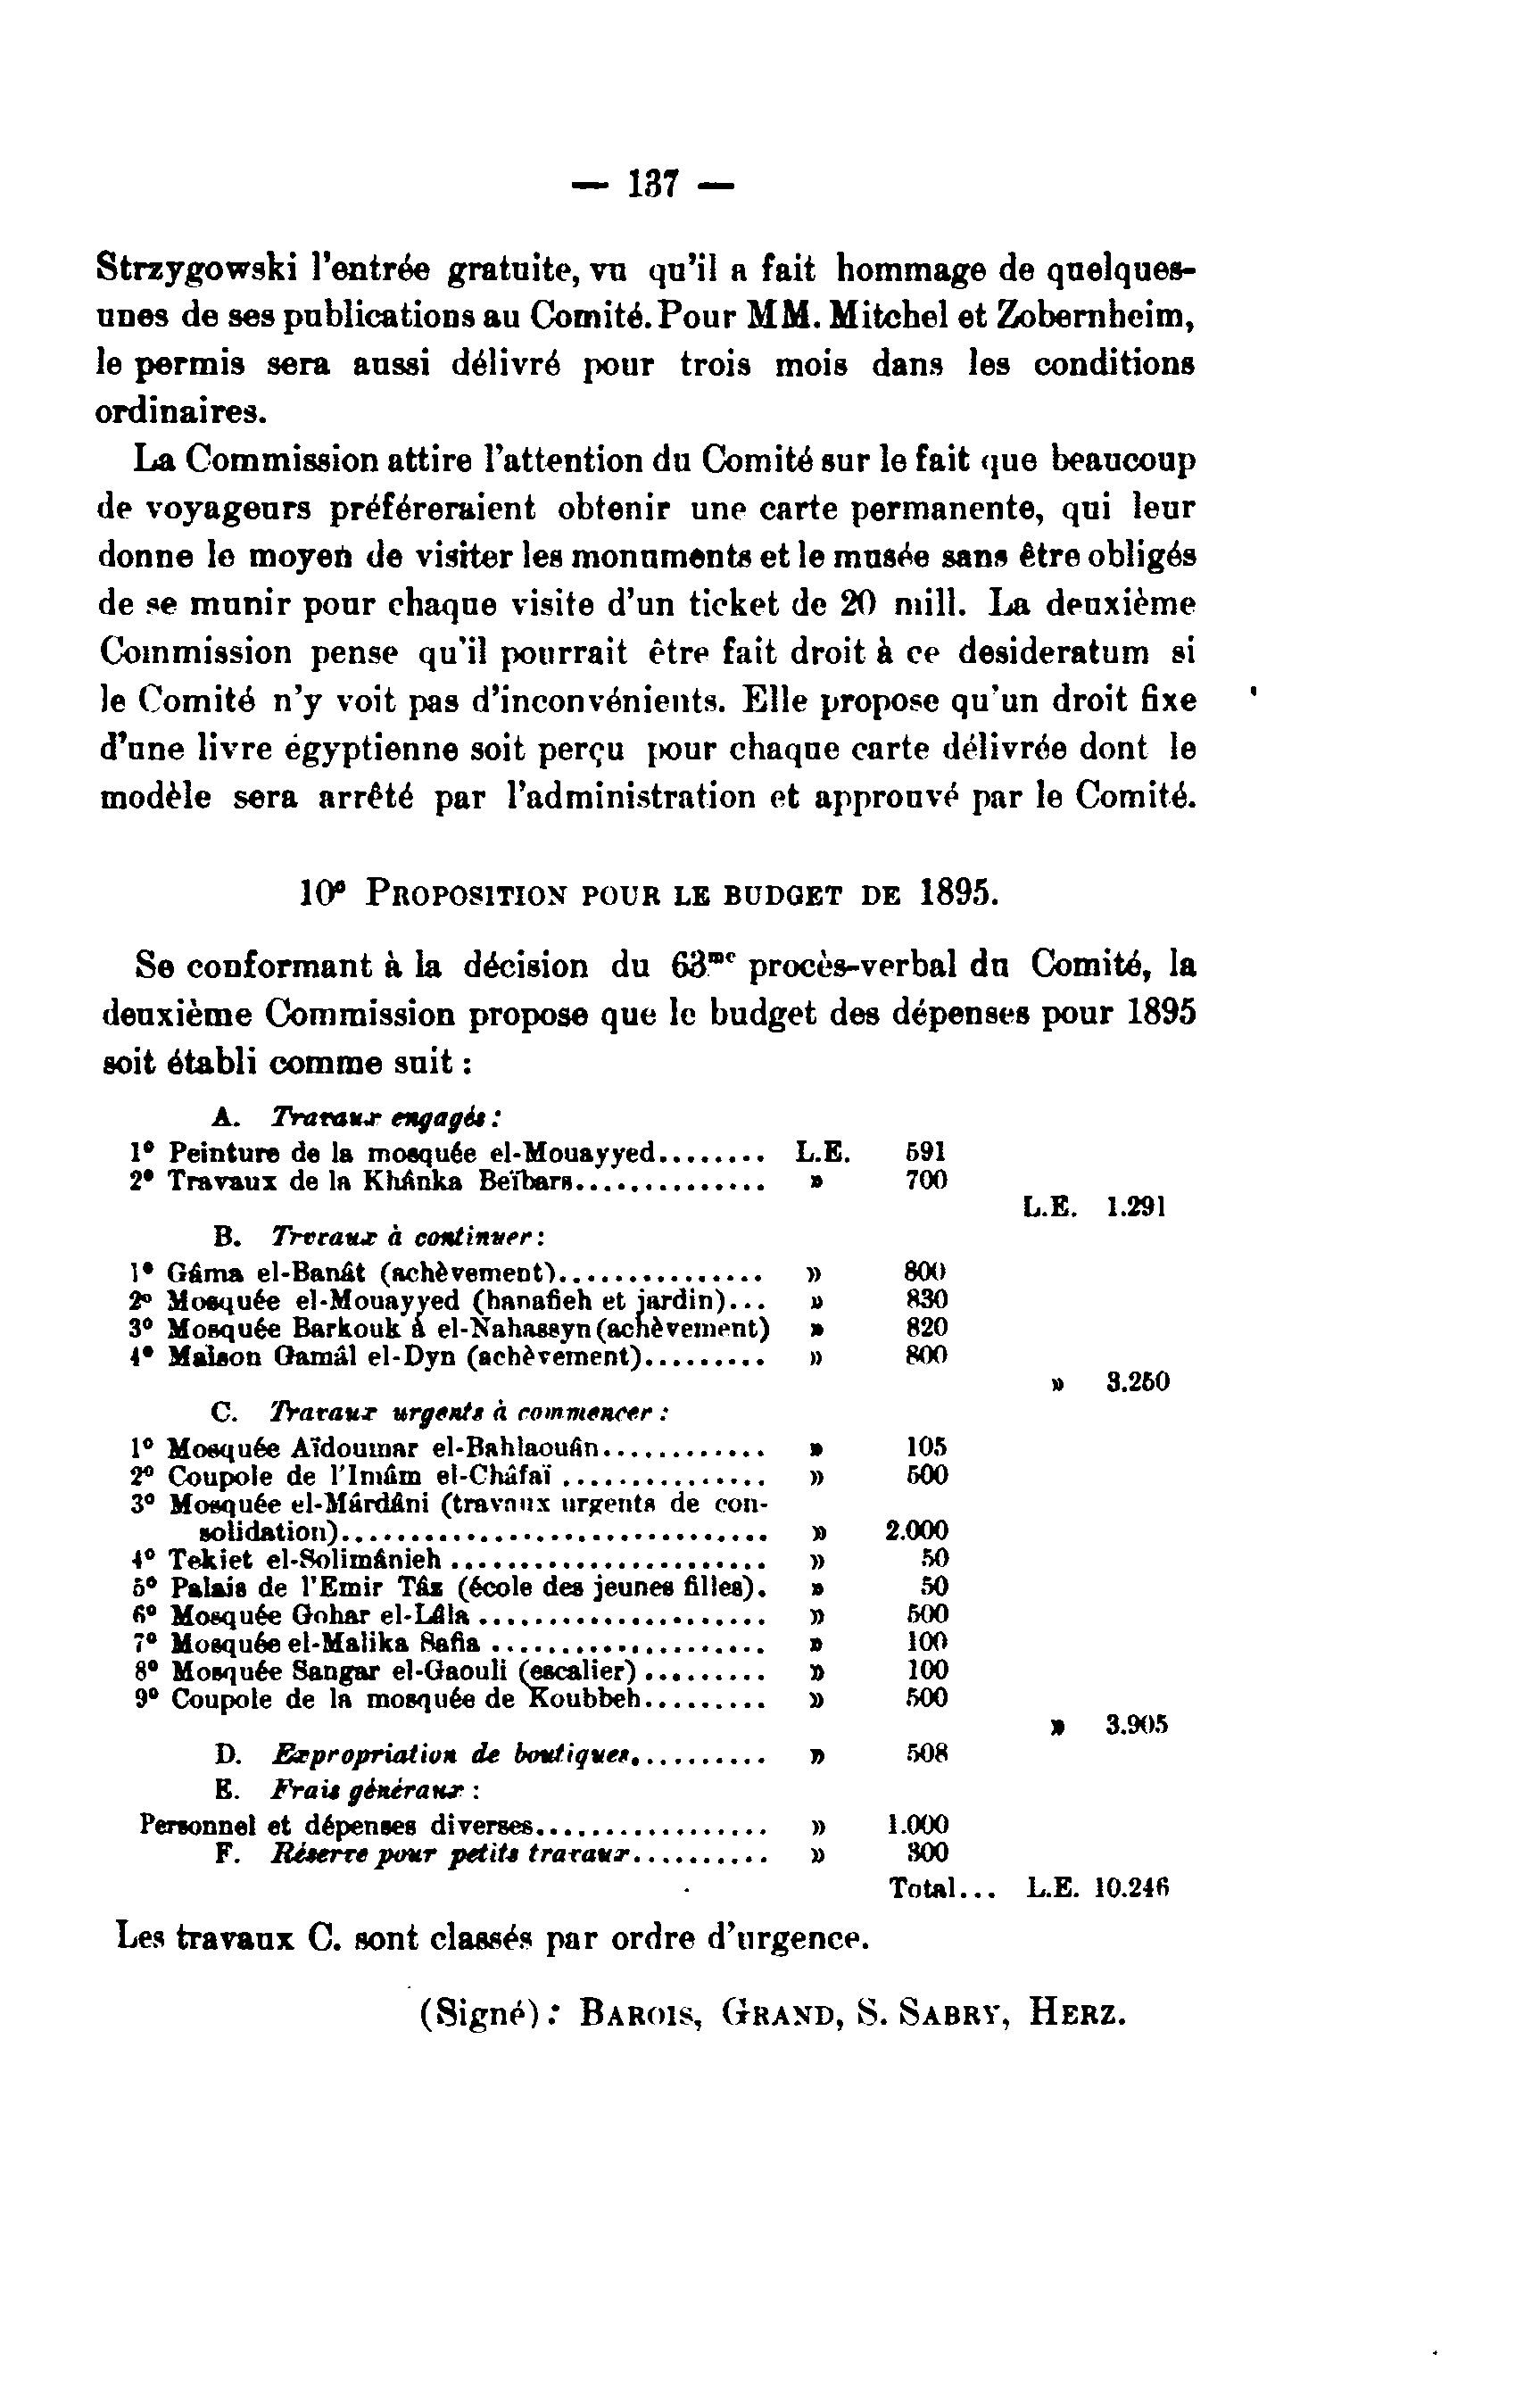 — 137 —
Strzygowski l'entrée gratuite, vu qu'il a fait hommage de quelques-
unes de ses publications au Comité. Pour MM. Mitchel et Zobernheim,
le permis sera aussi délivré pour trois mois dans les conditions
ordinaires.
La Commission attire l'attention du Comité sur le fait que beaucoup
de voyageurs préféreraient obtenir une carte permanente, qui leur
donne le moyen de visiter les monuments et le musée sans être obligés
de se munir pour chaque visite d'un ticket de 20 mill. La deuxième
Commission pense qu'il pourrait être fait droit à ce desideratum si
le Comité n'y voit pas d'inconvénients. Elle propose qu'un droit fixe
d'une livre égyptienne soit perçu pour chaque carte délivrée dont le
modèle sera arrêté par l'administration et approuvé par le Comité.
10° PROPOSITION POUR LE BUDGET DE 1895.
Se conformant à la décision du 63me procès-verbal du Comité, la
deuxième Commission propose que le budget des dépenses pour 1895
soit établi comme suit :
A. Travaux engagés :
1° Peinture de la mosquée el-Mouayyed........ L.E. 591
2° Travaux de la Khânka Beïbars.............. » 700
L.E. 1.291
B. Trvraux à continuer :
1° Gâma el-Banât (achèvement)............... » 800
2° Mosquée el-Mouayyed (hanafieh et jardin)... » 830
3° Mosquée Barkouk à el-Nahassyn (achèvement) » 820
4° Maison Gamâl el-Dyn (achèvement)......... » 800
» 3.250
C. Travaux urgents à commencer :
1° Mosquée Aïdoumar el-Bahlaouân............ » 105
2° Coupole de l'Imâm el-Châfaï ............... » 500
3° Mosquée el-Mârdâni (travaux urgents de con-
solidation)............................... » 2.000
4° Tekiet el-Solimânieh ....................... » 50
5° Palais de l'Emir Tâz (école des jeunes filles). » 50
6° Mosquée Gohar el-Lâla ..................... » 500
7° Mosquée el-Malika Safia .................... » 100
8° Mosquée Sangar el-Gaouli (escalier) ......... » 100
9° Coupole de la mosquée de Koubbeh......... » 500
» 3.905
D. Expropriation de boutiques.......... » 508
E. Frais généraux :
Personnel et dépenses diverses................. » 1.000
F. Réserve pour petits travaux.......... » 300
Total... L.E. 10.246
Les travaux C. sont classés par ordre d'urgence.
(Signé) : BAROIS, GRAND, S. SABRY, HERZ.